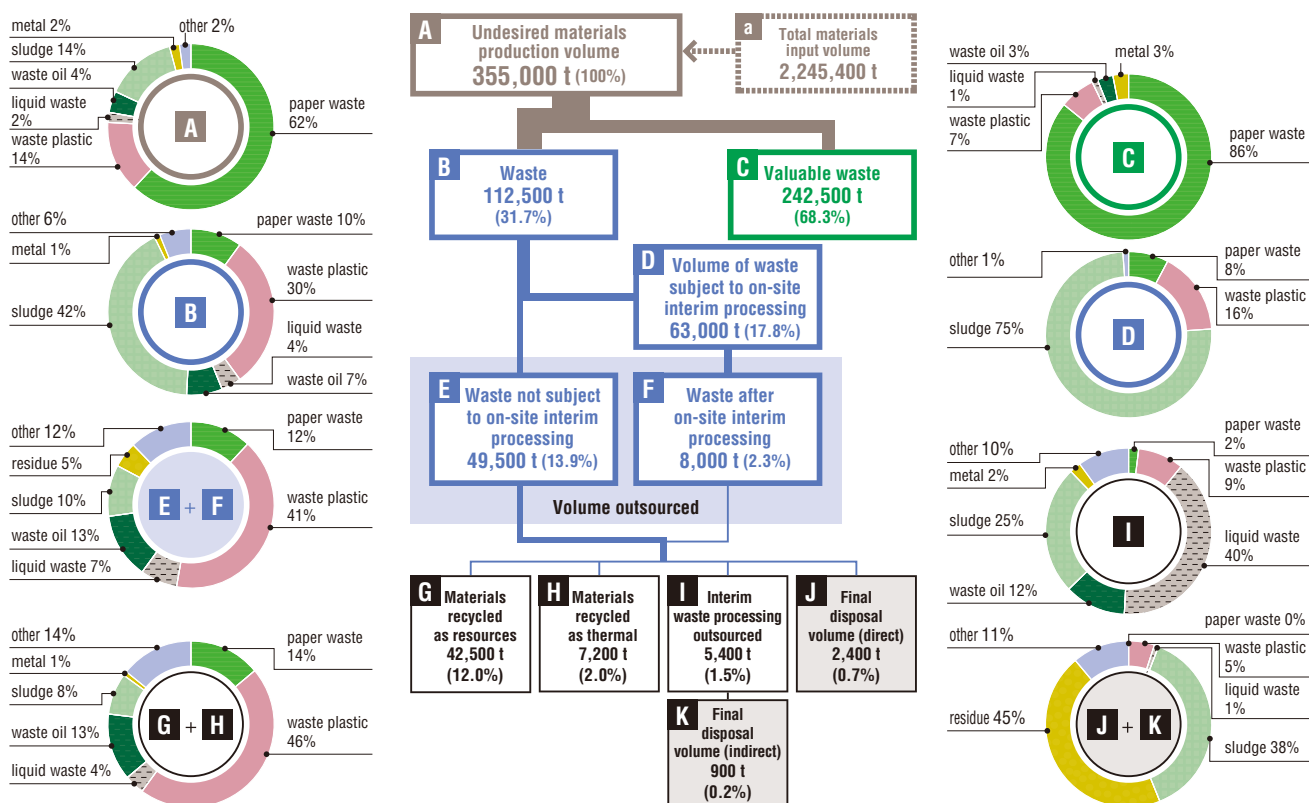 metal 2%
other 2%
sludge 14%
waste oil 4%
liquid waste
2%
waste plastic
14%
paper waste
62%
A
A
Undesired materials
production volume
355,000 t (100%)
a
Total materials
input volume
2,245,400 t
B
Waste
112,500 t
(31.7%)
C
Valuable waste
242,500 t
(68.3%)
waste oil 3%
metal 3%
liquid waste
1%
waste plastic
7%
paper waste
86%
C
other 6%
metal 1%
sludge 42%
paper waste 10%
waste plastic
30%
liquid waste
4%
waste oil 7%
B
D
Volume of waste
subject to on-site
interim processing
63,000 t (17.8%)
other 1%
sludge 75%
paper waste
8%
waste plastic
16%
D
E
Waste not subject
to on-site interim
processing
49,500 t (13.9%)
F
Waste after
on-site interim
processing
8,000 t (2.3%)
Volume outsourced
other 12%
residue 5%
sludge 10%
waste oil 13%
liquid waste 7%
paper waste
12%
waste plastic
41%
E + F
other 10%
metal 2%
sludge 25%
waste oil 12%
paper waste
2%
waste plastic
9%
liquid waste
40%
I
G
Materials
recycled
as resources
42,500 t
(12.0%)
H
Materials
recycled
as thermal
7,200 t
(2.0%)
I
Interim
waste processing
outsourced
5,400 t
(1.5%)
J
Final
disposal
volume (direct)
2,400 t
(0.7%)
K
Final
disposal
volume (indirect)
900 t
(0.2%)
other 14%
metal 1%
sludge 8%
waste oil 13%
liquid waste 4%
paper waste
14%
waste plastic
46%
G + H
other 11%
residue 45%
paper waste 0%
waste plastic
5%
liquid waste
1%
sludge 38%
J + K